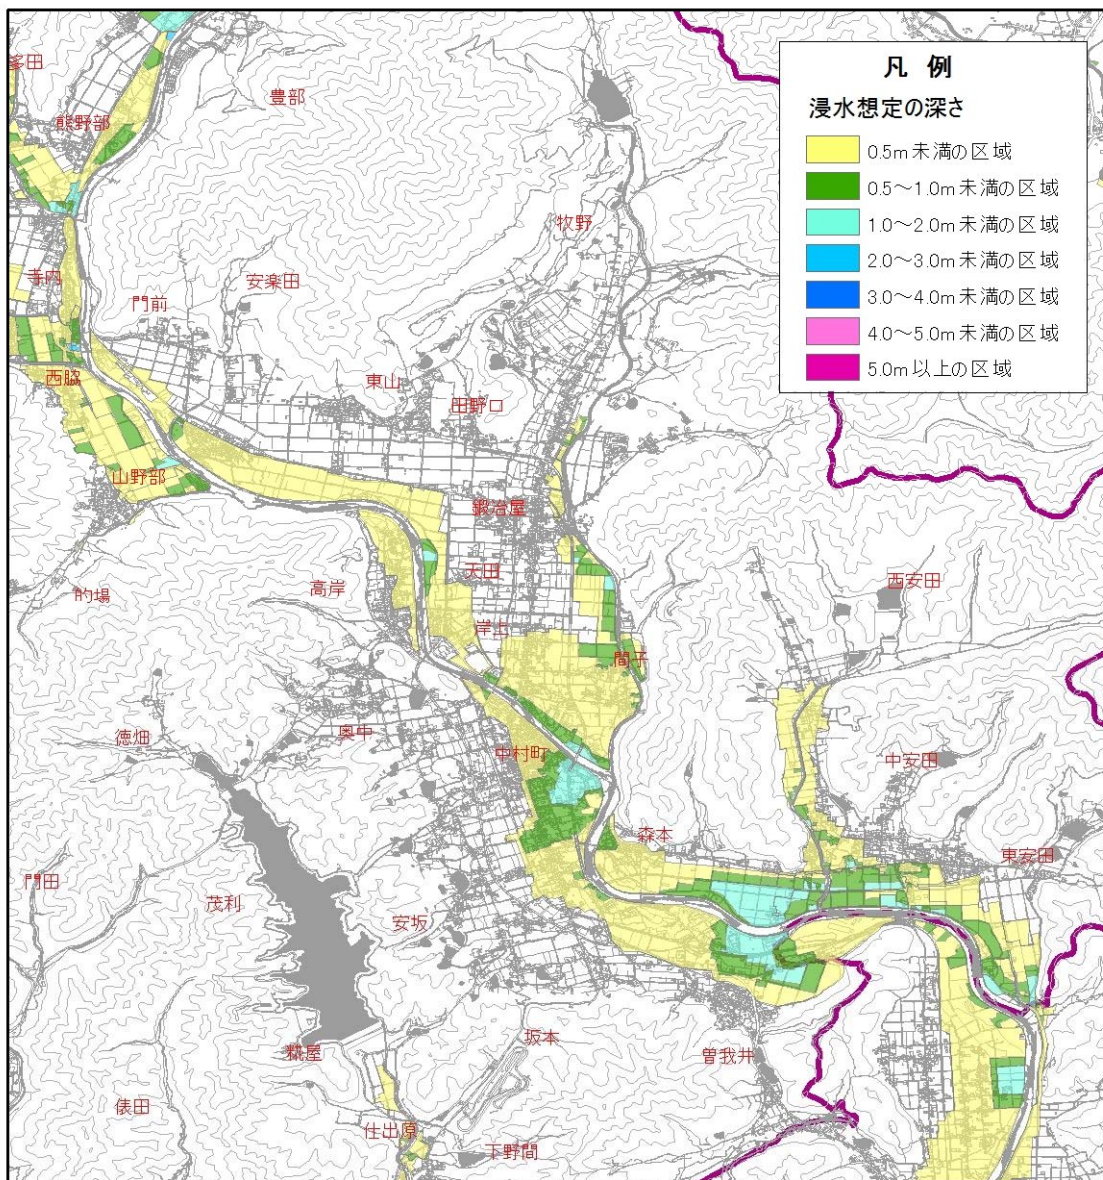 凡 例
浸水想定の深さ
0.5m未満の区域
0.5～1.0m未満の区域
1.0～2.0m未満の区域
2.0～3.0m未満の区域
3.0～4.0m未満の区域
4.0～5.0m未満の区域
5.0m以上の区域
多田
豊部
熊野部
牧野
寺内
安楽田
門前
西脇
東山
田野口
山野部
鍛冶屋
天田
西安田
的場
高岸
岸上
間子
徳畑
奥中
中村町
中安田
森本
東安田
門田
茂利
安坂
糀屋
坂本
曽我井
俵田
仕出原
下野間